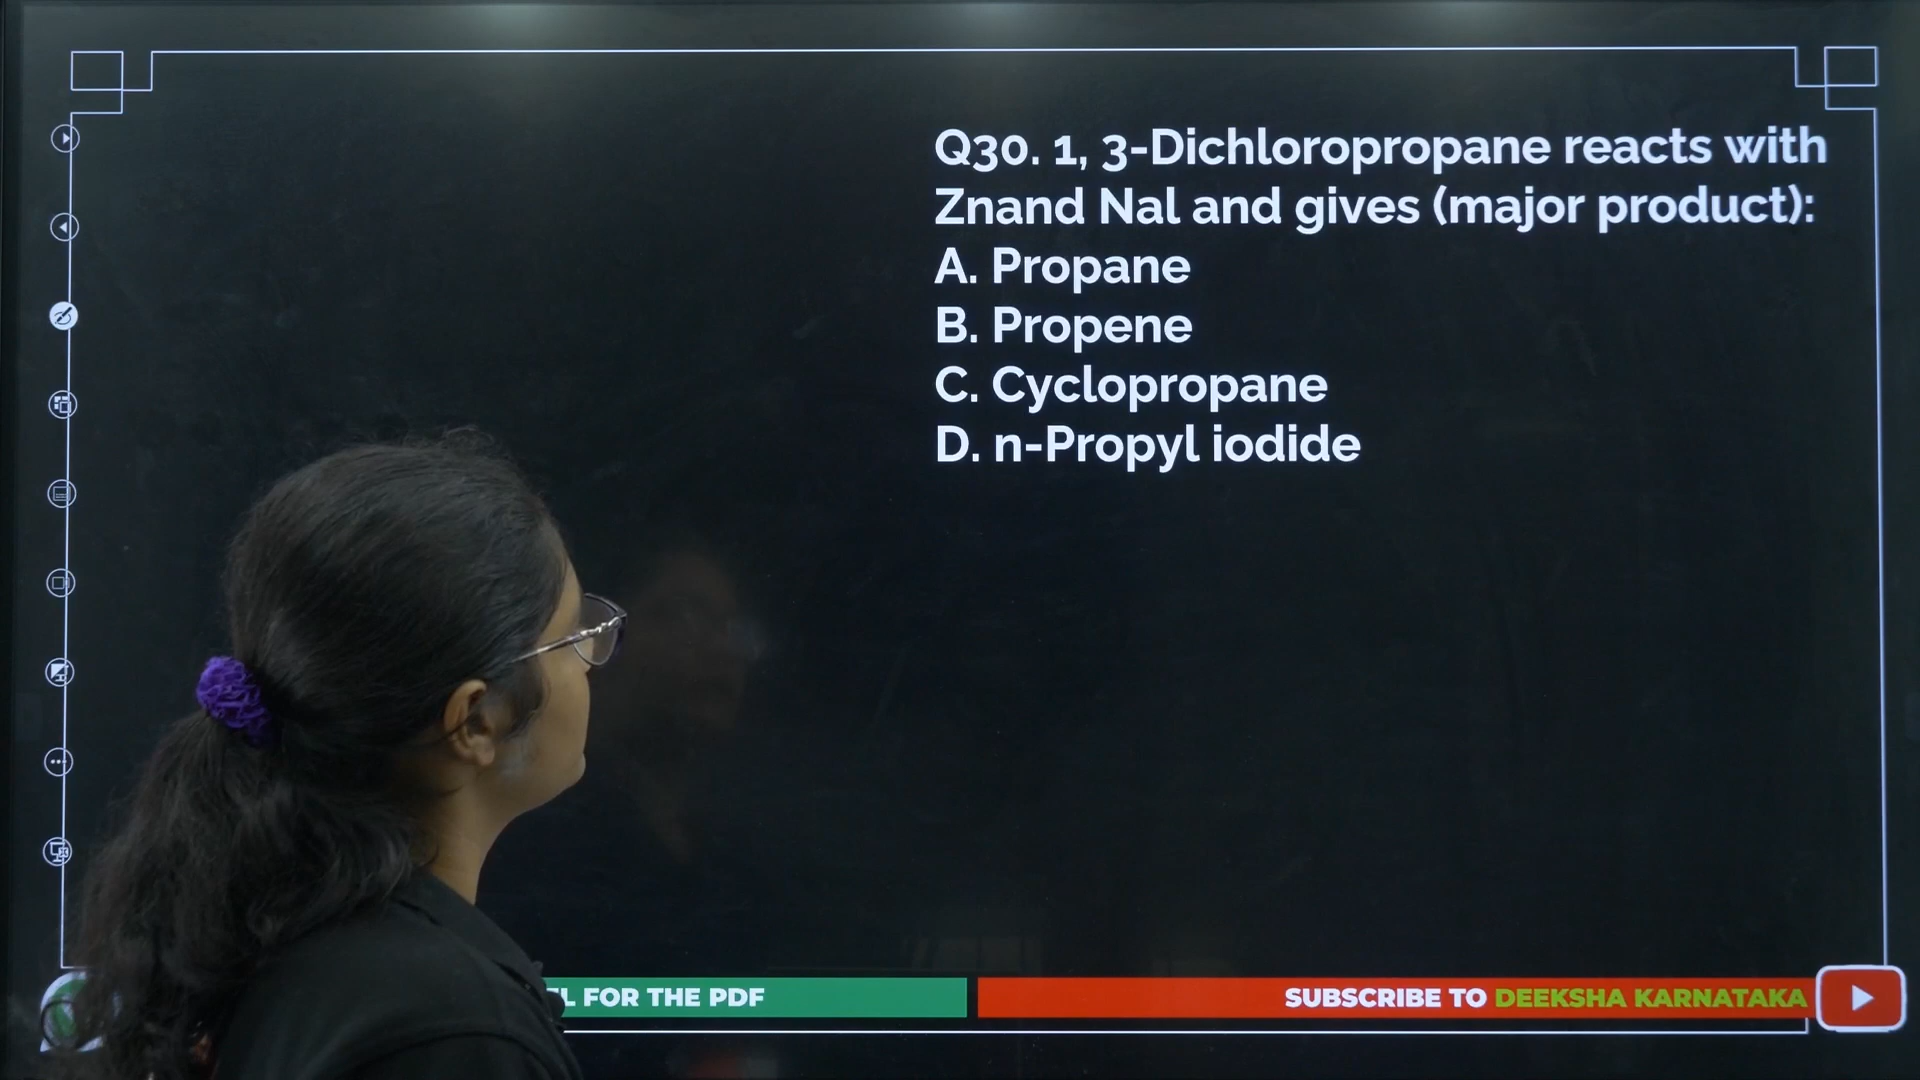 Q30. 1, 3-Dichloropropane reacts with
Znand NaI and gives (major product):
A. Propane
B. Propene
C. Cyclopropane
D. n-Propyl iodide
L FOR THE PDF
SUBSCRIBE TO DEEKSHA KARNATAKA